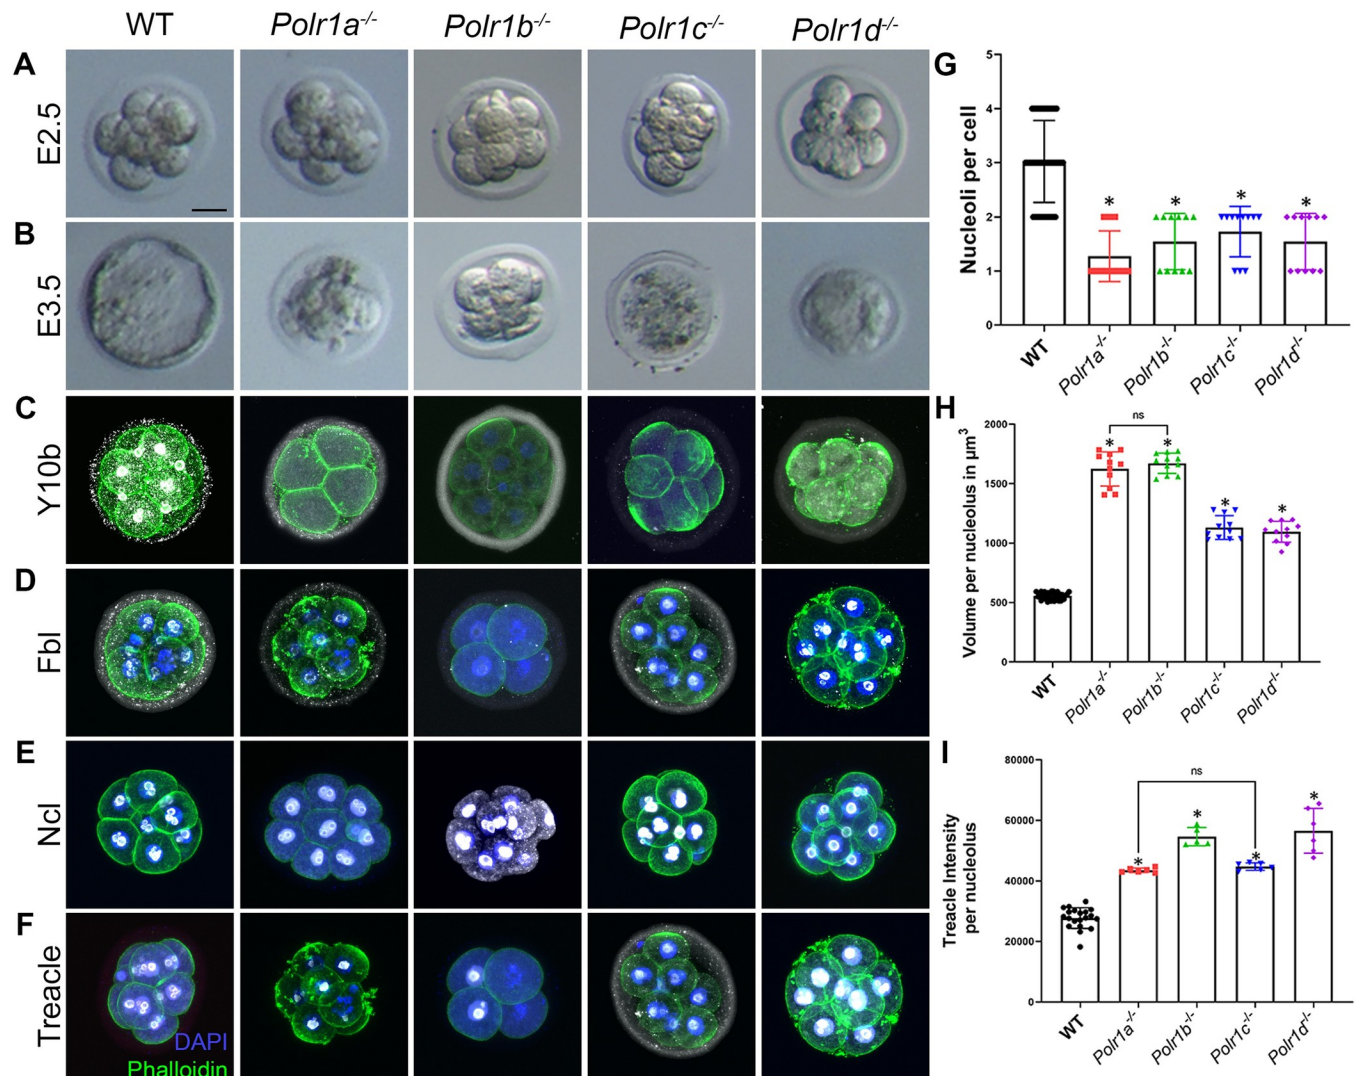 WT Polr1a-/- Polr1b-/- Polr1c-/- Polr1d-/-
A
E2.5
B
E3.5
C
Y10b
D
Fbl
E
Ncl
F
Treacle
DAPI
Phalloidin
G
Nucleoli per cell
5
4
3
2
1
0
* * * *
WT Polr1a-/- Polr1b-/- Polr1c-/- Polr1d-/-
H
Volume per nucleolus in µm3
2000
1500
1000
500
0
ns
* * * *
WT Polr1a-/- Polr1b-/- Polr1c-/- Polr1d-/-
I
Treacle Intensity
per nucleolus
80000
60000
40000
20000
0
ns
* * * *
WT Polr1a-/- Polr1b-/- Polr1c-/- Polr1d-/-